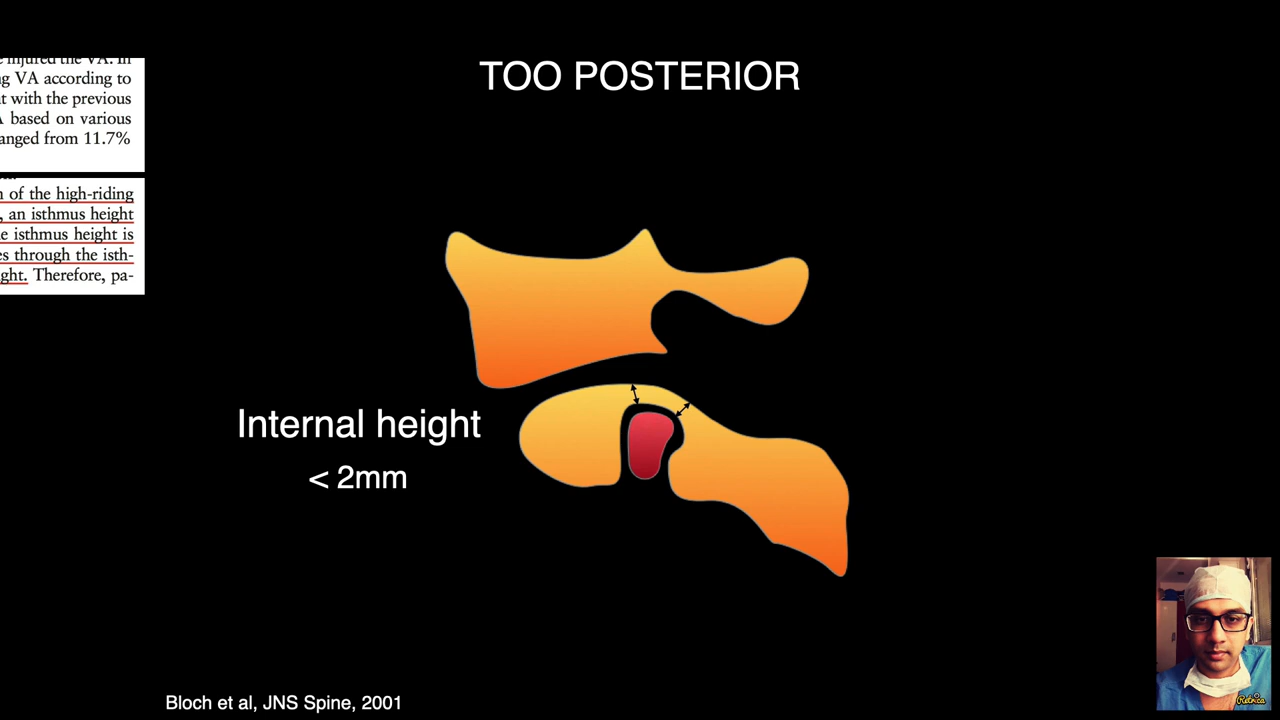 TOO POSTERIOR
injured the VA. In
VA according to
with the previous
based on various
anged from 11.7%
of the high-riding
, an isthmus height
isthmus height is
es through the isth-
ght. Therefore, pa-
Internal height
< 2mm
Bloch et al, JNS Spine, 2001
Retrica